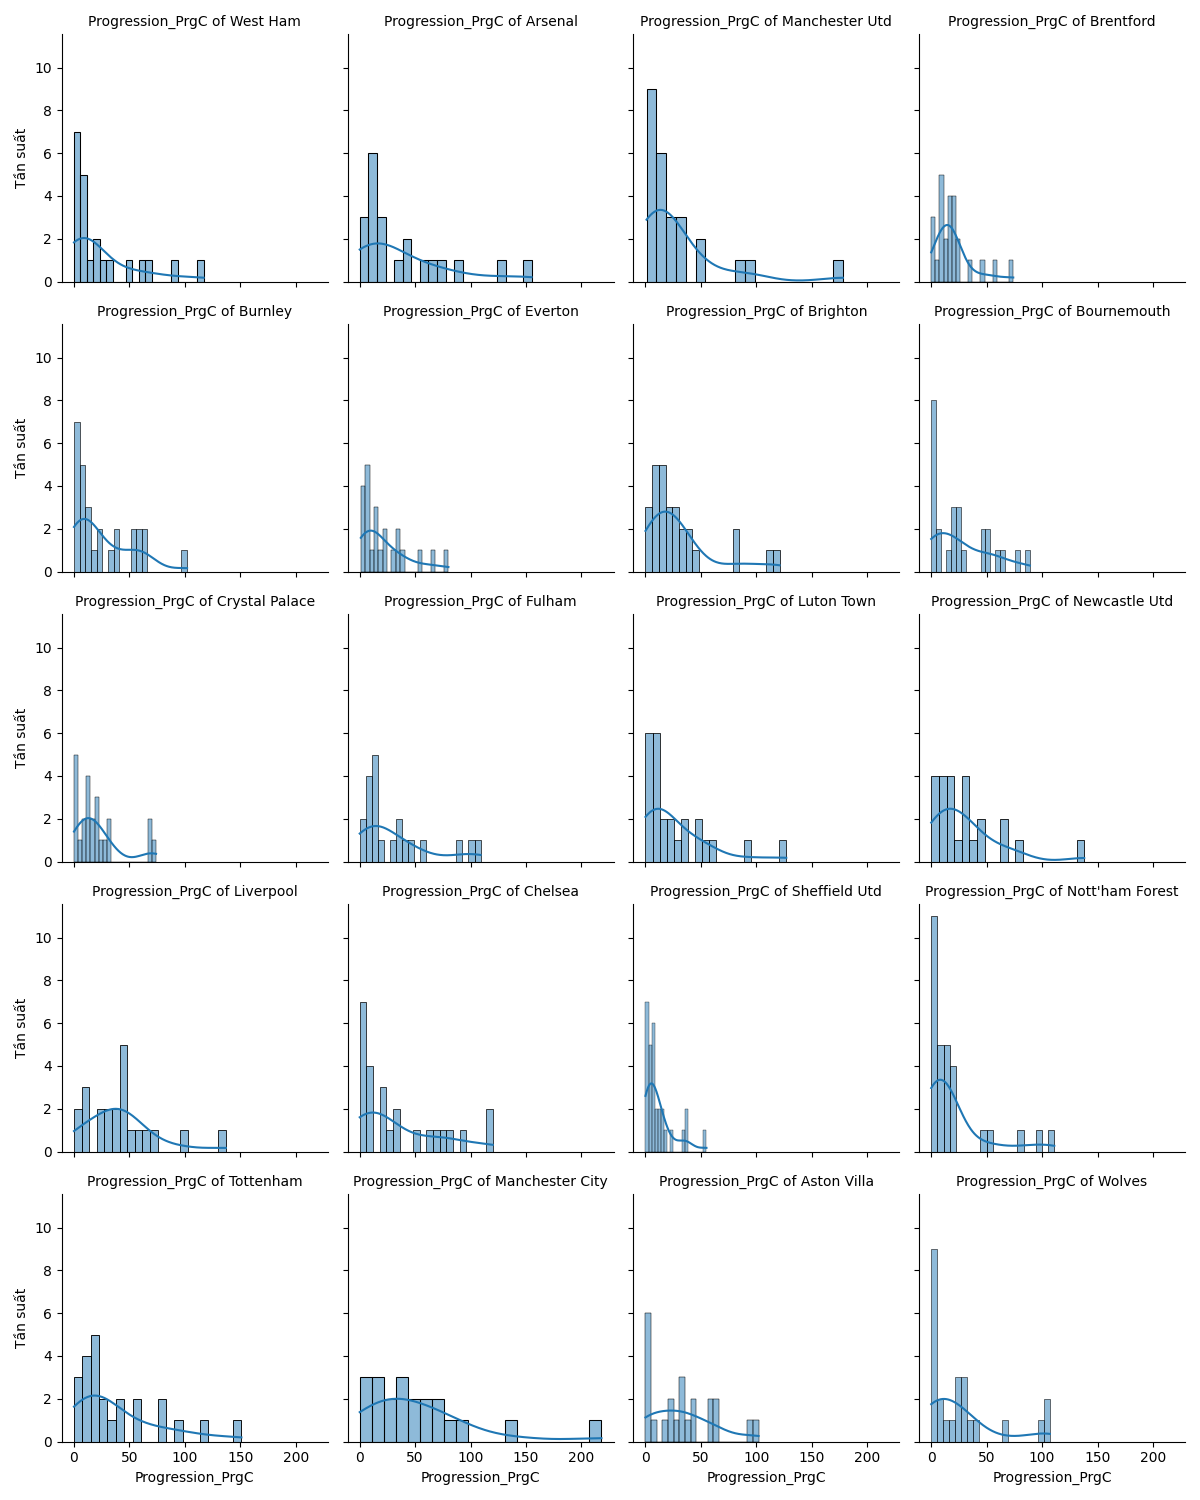 Progression_PrgC of West Ham Progression_PrgC of Arsenal Progression_PrgC of Manchester Utd Progression_PrgC of Brentford
10
8
6
4
2
0
Tần suất
Progression_PrgC of Burnley Progression_PrgC of Everton Progression_PrgC of Brighton Progression_PrgC of Bournemouth
10
8
6
4
2
0
Tần suất
Progression_PrgC of Crystal Palace Progression_PrgC of Fulham Progression_PrgC of Luton Town Progression_PrgC of Newcastle Utd
10
8
6
4
2
0
Tần suất
Progression_PrgC of Liverpool Progression_PrgC of Chelsea Progression_PrgC of Sheffield Utd Progression_PrgC of Nott'ham Forest
10
8
6
4
2
0
Tần suất
Progression_PrgC of Tottenham Progression_PrgC of Manchester City Progression_PrgC of Aston Villa Progression_PrgC of Wolves
10
8
6
4
2
0
Tần suất
0 50 100 150 200 0 50 100 150 200 0 50 100 150 200 0 50 100 150 200
Progression_PrgC Progression_PrgC Progression_PrgC Progression_PrgC